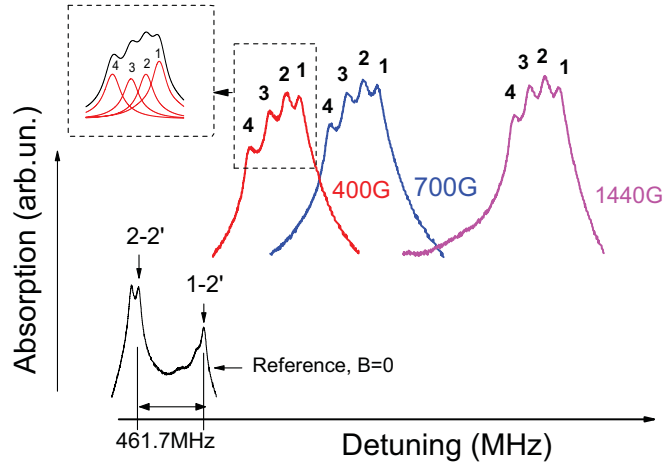 4 3 2 1
4 3 2 1
400G
4 3 2 1
700G
4 3 2 1
1440G
Absorption (arb.un.)
2-2'
1-2'
Reference, B=0
461.7MHz
Detuning (MHz)